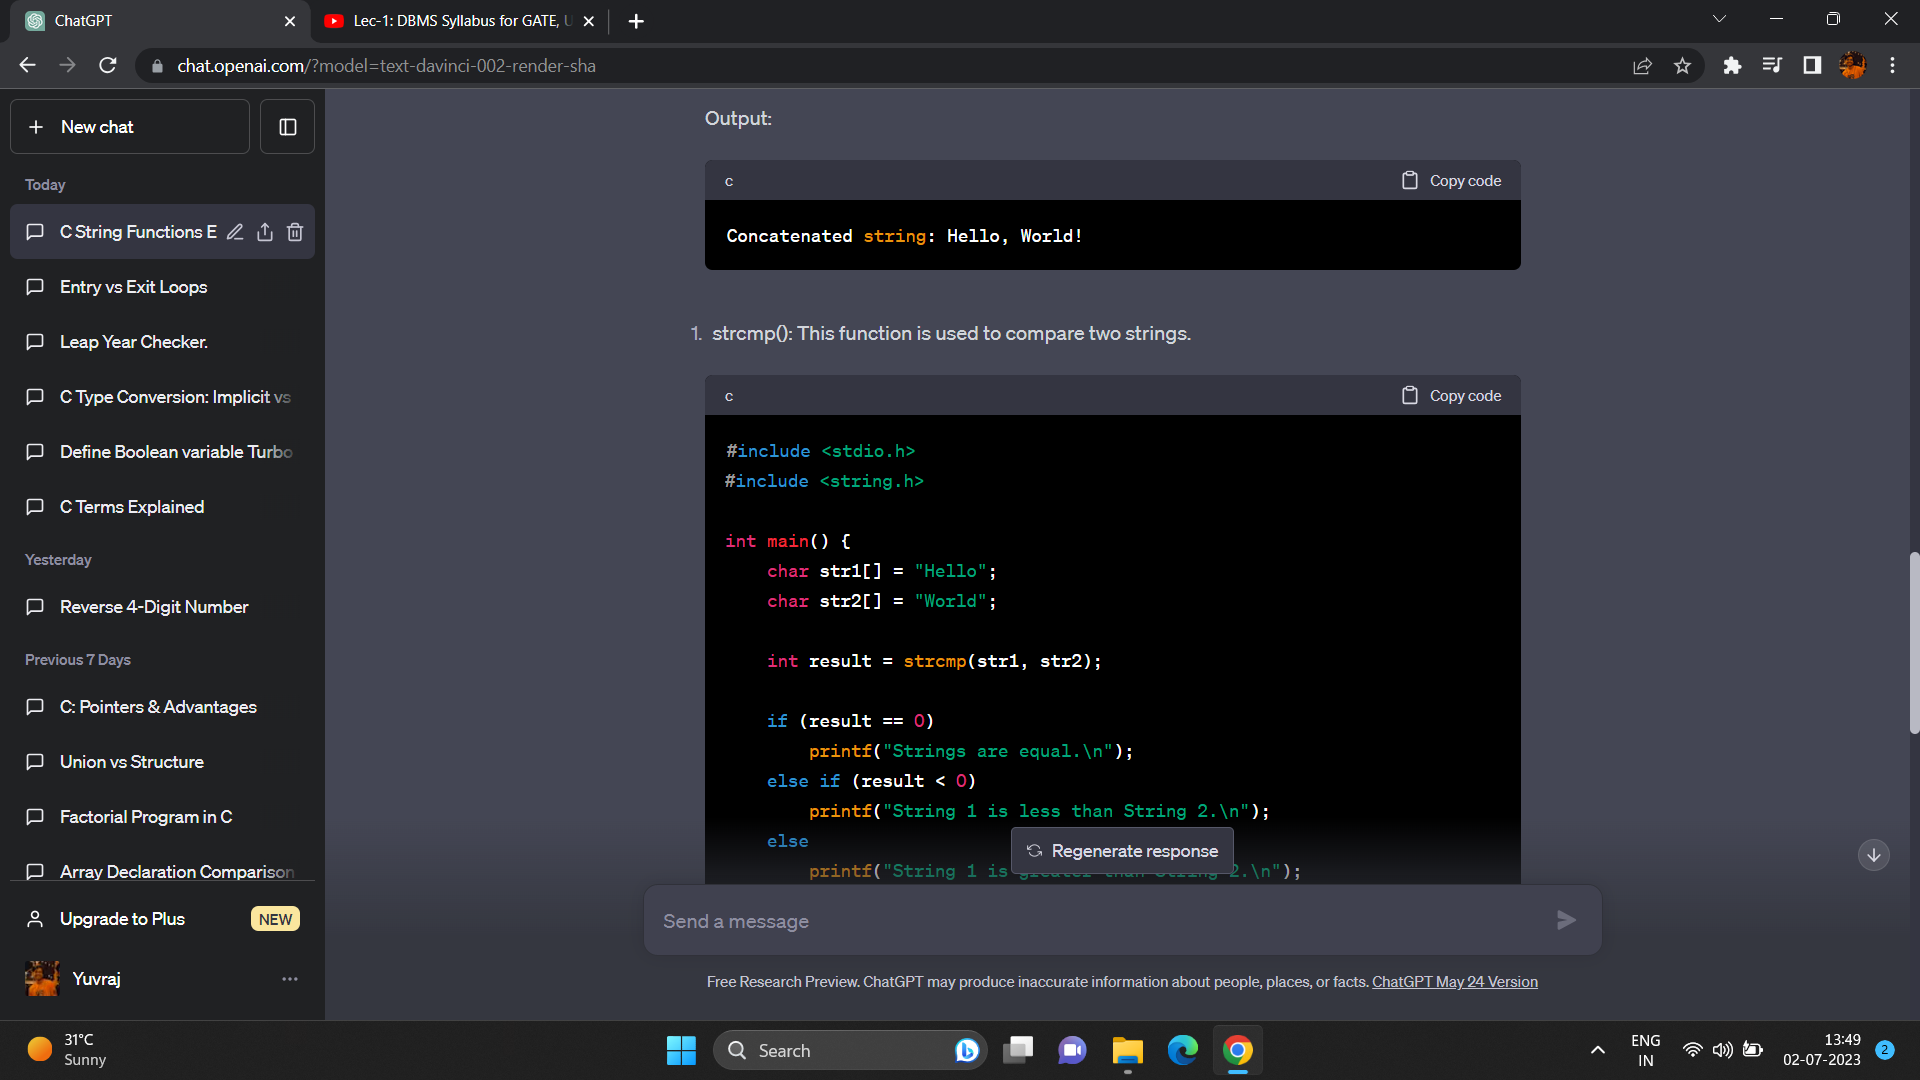 ChatGPT
Lec-1: DBMS Syllabus for GATE, U
chat.openai.com/?model=text-davinci-002-render-sha
New chat
Today
C String Functions E
Entry vs Exit Loops
Leap Year Checker.
C Type Conversion: Implicit vs
Define Boolean variable Turbo
C Terms Explained
Yesterday
Reverse 4-Digit Number
Previous 7 Days
C: Pointers & Advantages
Union vs Structure
Factorial Program in C
Array Declaration Comparison
Upgrade to Plus NEW
Yuvraj
Output:
c Copy code
Concatenated string: Hello, World!
1. strcmp(): This function is used to compare two strings.
c Copy code
#include <stdio.h>
#include <string.h>
int main() {
char str1[] = "Hello";
char str2[] = "World";
int result = strcmp(str1, str2);
if (result == 0)
printf("Strings are equal.\n");
else if (result < 0)
printf("String 1 is less than String 2.\n");
else
printf("String 1 is greater than String 2.\n");
Regenerate response
Send a message
Free Research Preview. ChatGPT may produce inaccurate information about people, places, or facts. ChatGPT May 24 Version
31°C
Sunny
Search
ENG
IN
13:49
02-07-2023
2